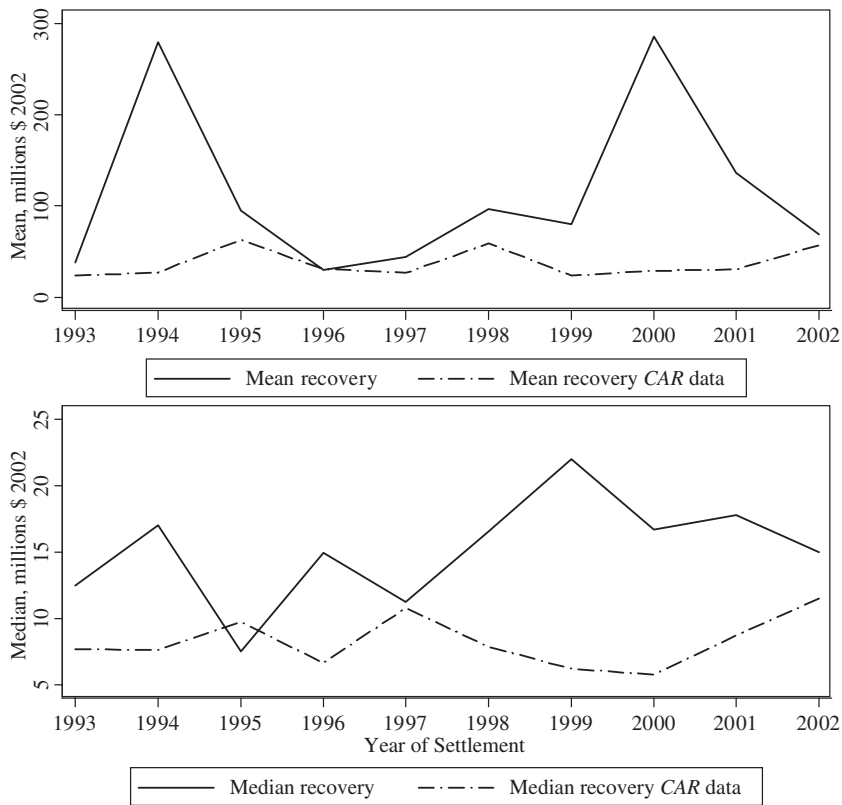 Mean, millions $ 2002
300
200
100
0
1993 1994 1995 1996 1997 1998 1999 2000 2001 2002
Mean recovery Mean recovery CAR data
Median, millions $ 2002
25
20
15
10
5
1993 1994 1995 1996 1997 1998 1999 2000 2001 2002
Year of Settlement
Median recovery Median recovery CAR data